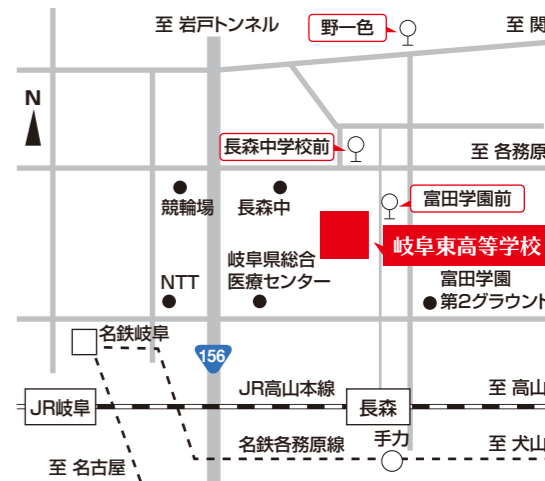 至 岩戸トンネル
野一色
至 関
N
長森中学校前
至 各務原
競輪場
長森中
富田学園前
岐阜東高等学校
岐阜県総合
医療センター
NTT
富田学園
第2グラウンド
名鉄岐阜
156
JR高山本線
至 高山
JR岐阜
長森
名鉄各務原線
手力
至 犬山
至 名古屋